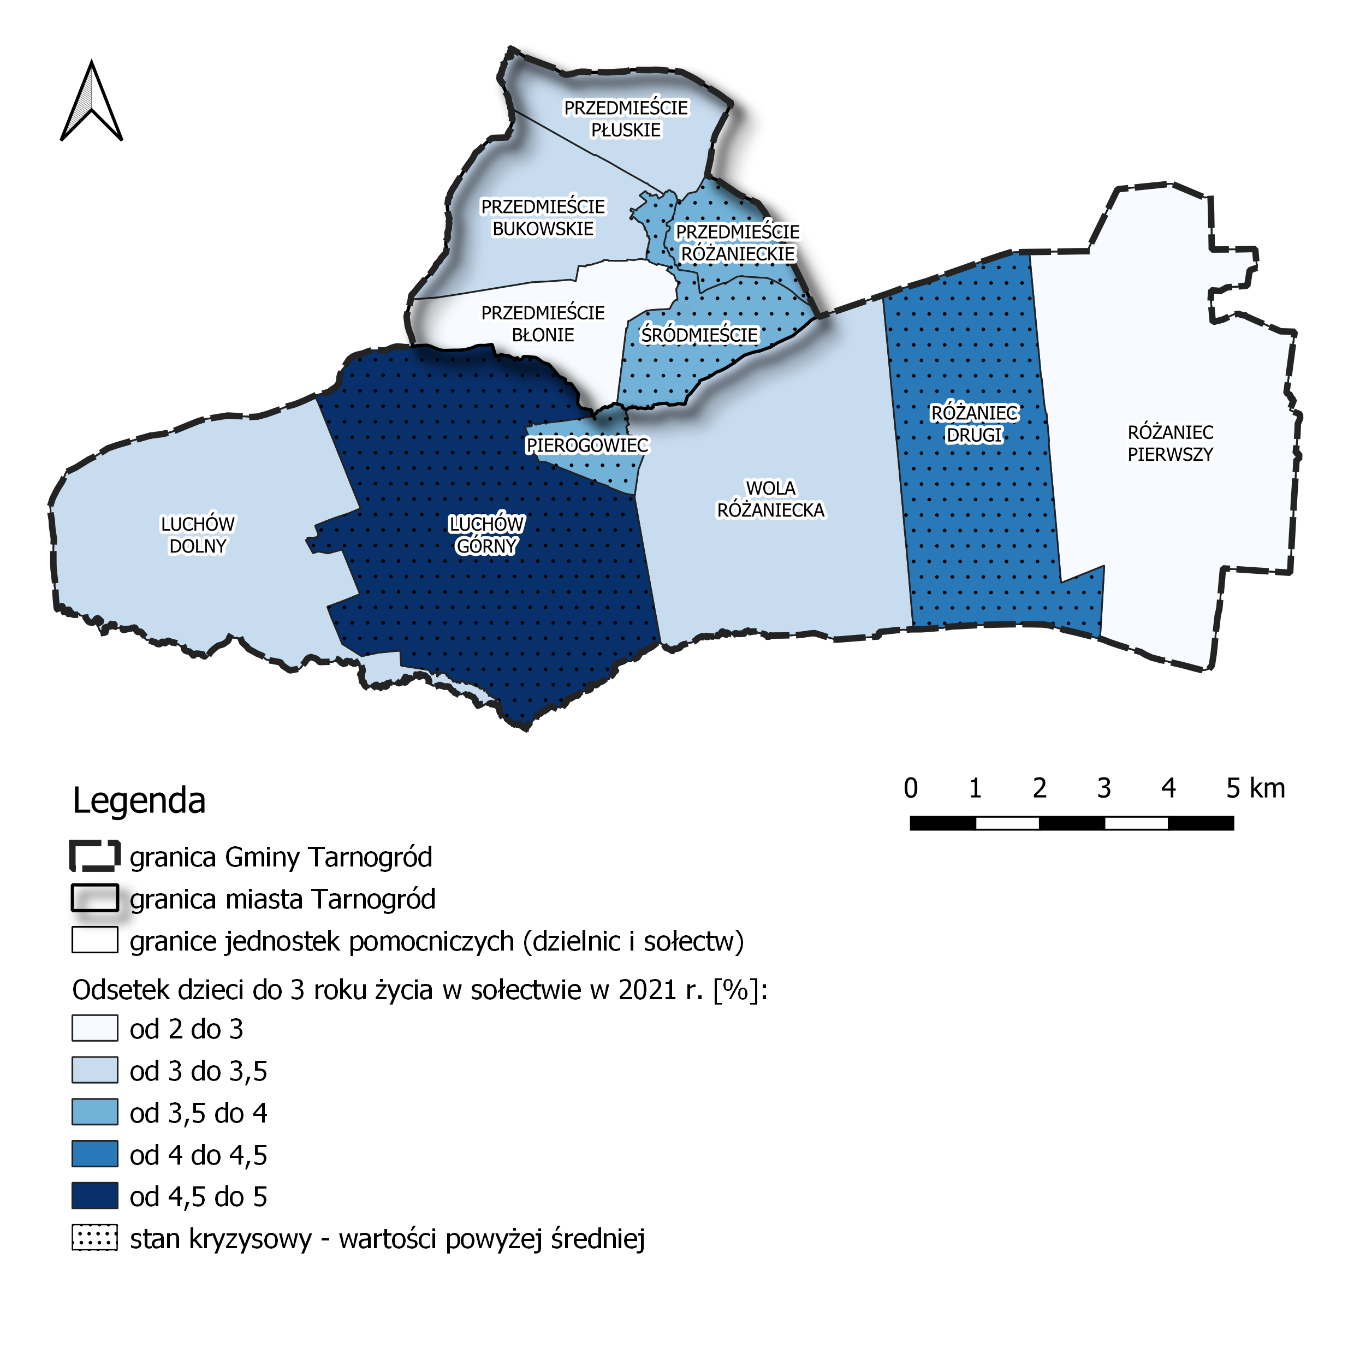 PRZEDMIEŚCIE
PŁUSKIE
PRZEDMIEŚCIE
BUKOWSKIE
PRZEDMIEŚCIE
RÓŻANIECKIE
PRZEDMIEŚCIE
BŁONIE
ŚRÓDMIEŚCIE
RÓŻANIEC
DRUGI
RÓŻANIEC
PIERWSZY
PIEROGOWIEC
WOLA
RÓŻANIECKA
LUCHÓW
DOLNY
LUCHÓW
GÓRNY
0 1 2 3 4 5 km
Legenda
granica Gminy Tarnogród
granica miasta Tarnogród
granice jednostek pomocniczych (dzielnic i sołectw)
Odsetek dzieci do 3 roku życia w sołectwie w 2021 r. [%]:
od 2 do 3
od 3 do 3,5
od 3,5 do 4
od 4 do 4,5
od 4,5 do 5
stan kryzysowy - wartości powyżej średniej